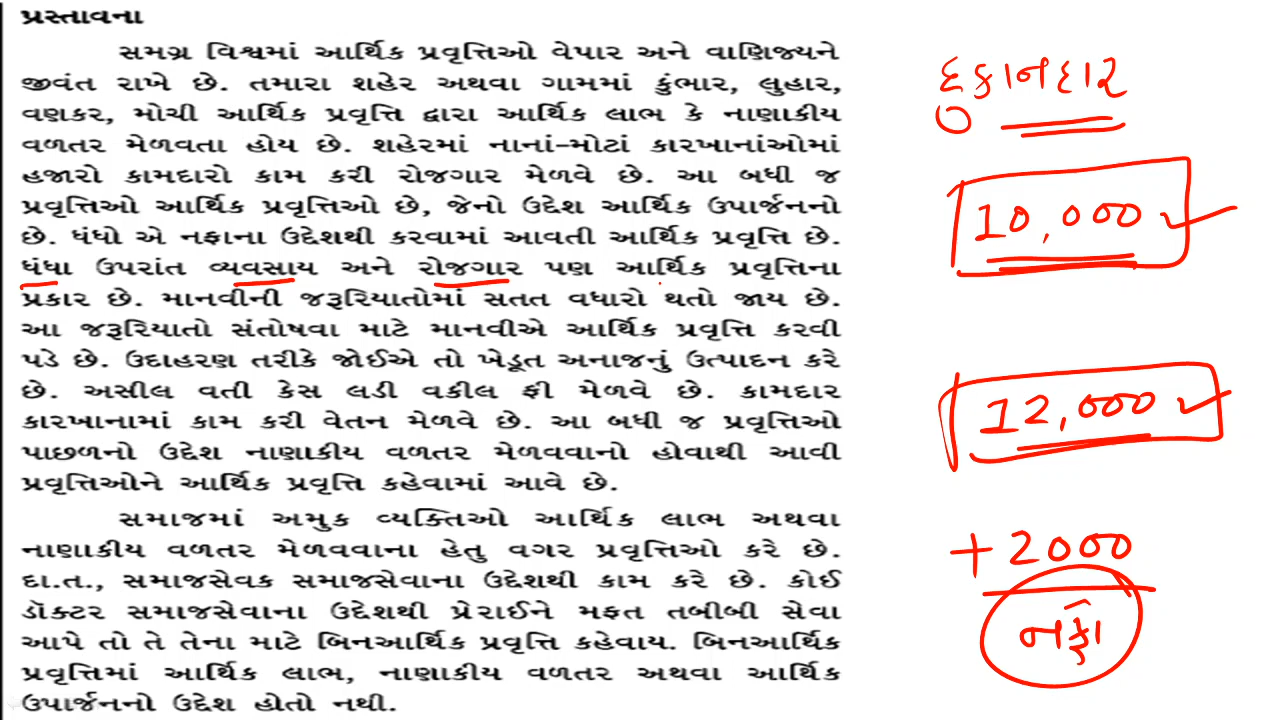 પ્રસ્તાવના
સમગ્ર વિશ્વમાં આર્થિક પ્રવૃત્તિઓ વેપાર અને વાણિજ્યને
જીવંત રાખે છે. તમારા શહેર અથવા ગામમાં કુંભાર, લુહાર,
વણકર, મોચી આર્થિક પ્રવૃત્તિ દ્વારા આર્થિક લાભ કે નાણાકીય
વળતર મેળવતા હોય છે. શહેરમાં નાનાં-મોટાં કારખાનાંઓમાં
હજારો કામદારો કામ કરી રોજગાર મેળવે છે. આ બધી જ
પ્રવૃત્તિઓ આર્થિક પ્રવૃત્તિઓ છે, જેનો ઉદ્દેશ આર્થિક ઉપાર્જનનો
છે. ધંધો એ નફાના ઉદ્દેશથી કરવામાં આવતી આર્થિક પ્રવૃત્તિ છે.
ધંધા ઉપરાંત વ્યવસાય અને રોજગાર પણ આર્થિક પ્રવૃત્તિના
પ્રકાર છે. માનવીની જરૂરિયાતોમાં સતત વધારો થતો જાય છે.
આ જરૂરિયાતો સંતોષવા માટે માનવીએ આર્થિક પ્રવૃત્તિ કરવી
પડે છે. ઉદાહરણ તરીકે જોઈએ તો ખેડૂત અનાજનું ઉત્પાદન કરે
છે. અસીલ વતી કેસ લડી વકીલ ફી મેળવે છે. કામદાર
કારખાનામાં કામ કરી વેતન મેળવે છે. આ બધી જ પ્રવૃત્તિઓ
પાછળનો ઉદ્દેશ નાણાકીય વળતર મેળવવાનો હોવાથી આવી
પ્રવૃત્તિઓને આર્થિક પ્રવૃત્તિ કહેવામાં આવે છે.
સમાજમાં અમુક વ્યક્તિઓ આર્થિક લાભ અથવા
નાણાકીય વળતર મેળવવાના હેતુ વગર પ્રવૃત્તિઓ કરે છે.
દા.ત., સમાજસેવક સમાજસેવાના ઉદ્દેશથી કામ કરે છે. કોઈ
ડૉક્ટર સમાજસેવાના ઉદ્દેશથી પ્રેરાઈને મફત તબીબી સેવા
આપે તો તે તેના માટે બિનઆર્થિક પ્રવૃત્તિ કહેવાય. બિનઆર્થિક
પ્રવૃત્તિમાં આર્થિક લાભ, નાણાકીય વળતર અથવા આર્થિક
ઉપાર્જનનો ઉદ્દેશ હોતો નથી.
દુકાનદાર
10,000
12,000
+2000
નફો